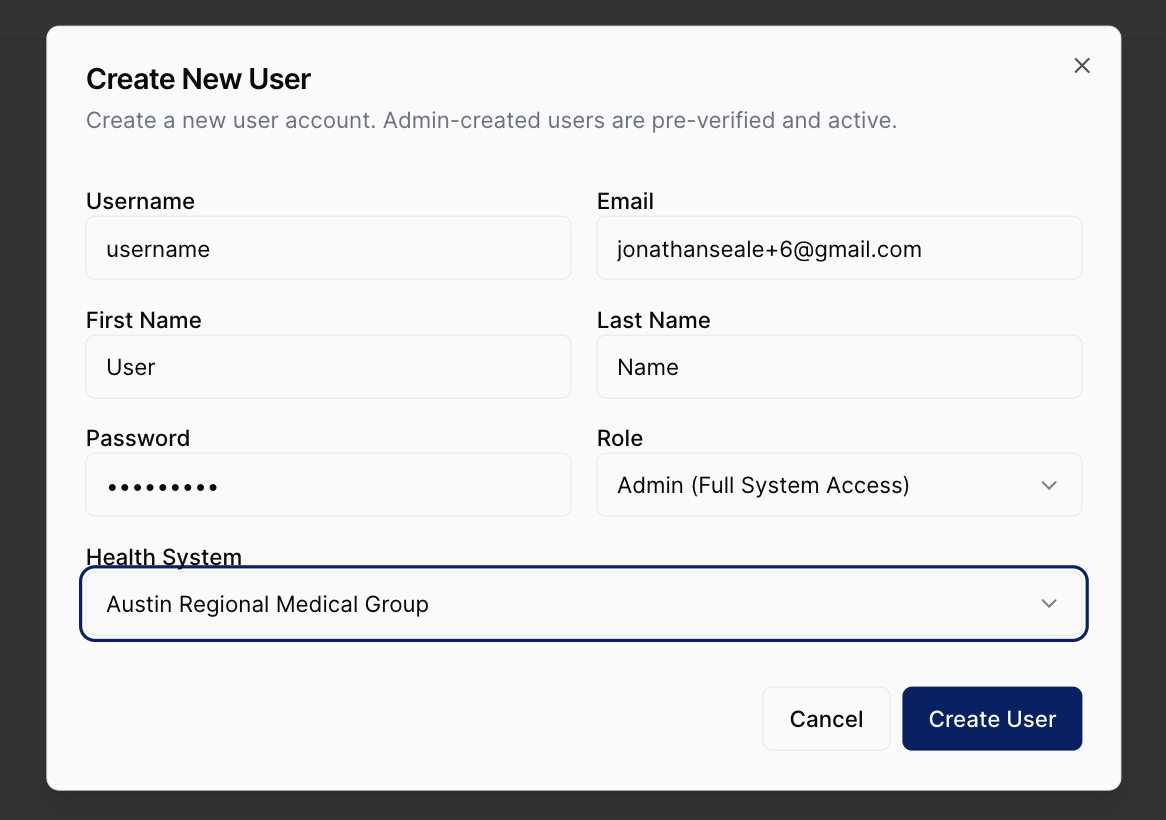 Create New User
Create a new user account. Admin-created users are pre-verified and active.
Username
Email
username
jonathanseale+6@gmail.com
First Name
Last Name
User
Name
Password
Role
•••••••••
Admin (Full System Access)
Health System
Austin Regional Medical Group
Cancel
Create User